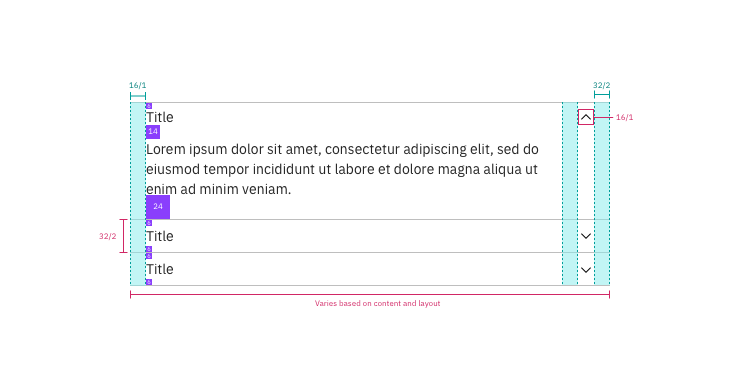 16/1
32/2
Title
16/1
14
Lorem ipsum dolor sit amet, consectetur adipiscing elit, sed do
eiusmod tempor incididunt ut labore et dolore magna aliqua ut
enim ad minim veniam.
24
32/2
Title
Title
Varies based on content and layout